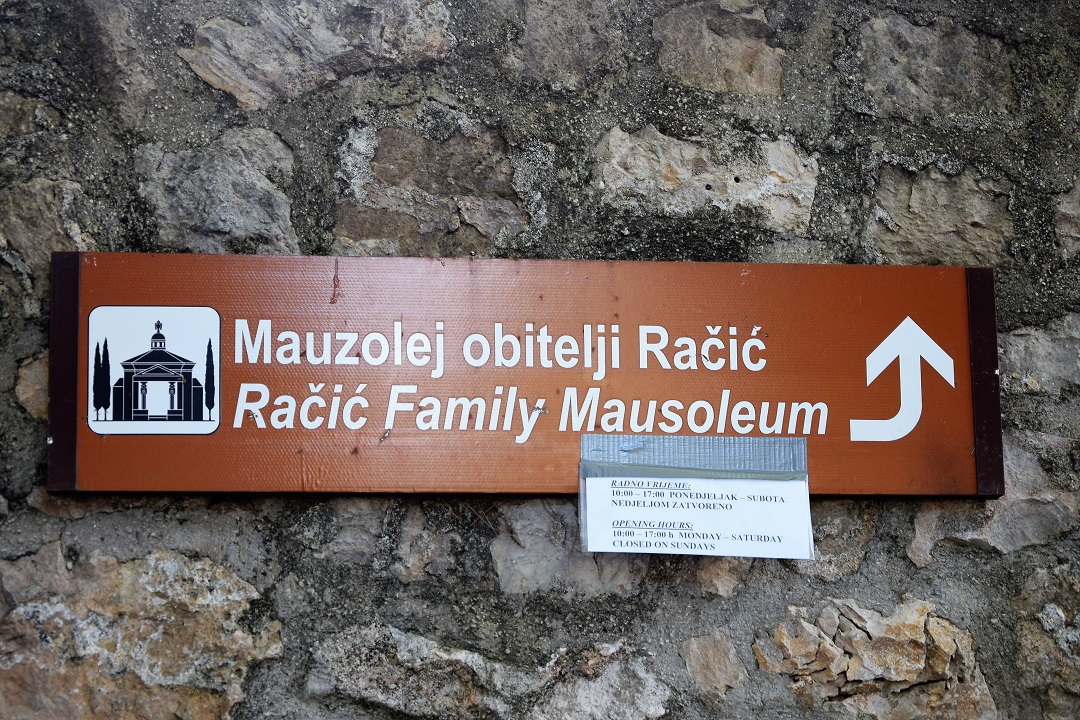 Mauzolej obitelji Račić
Račić Family Mausoleum
RADNO VRIJEME:
10:00 – 17:00 PONEDJELJAK – SUBOTA
NEDJELJOM ZATVORENO
OPENING HOURS:
10:00 – 17:00 h MONDAY – SATURDAY
CLOSED ON SUNDAYS